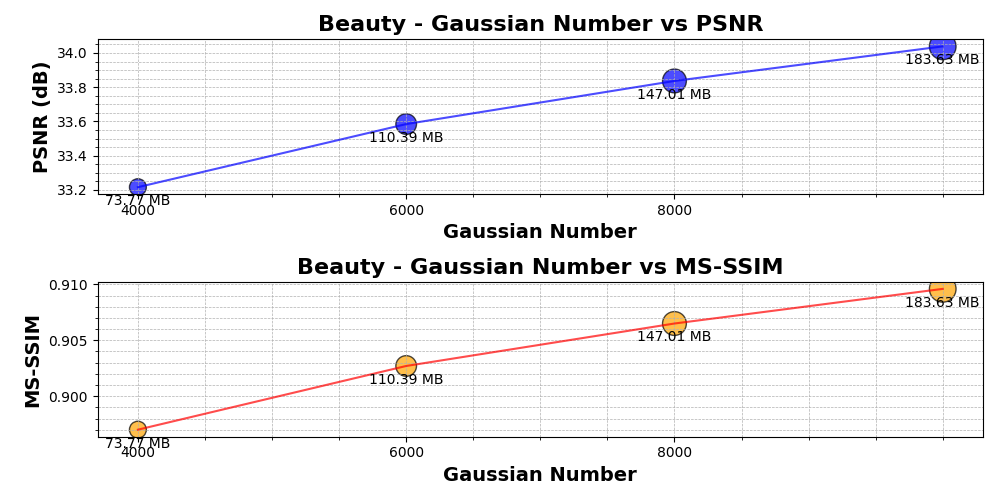 Beauty - Gaussian Number vs PSNR
PSNR (dB)
34.0
33.8
33.6
33.4
33.2
183.63 MB
147.01 MB
110.39 MB
73.77 MB
4000 6000 8000
Gaussian Number
Beauty - Gaussian Number vs MS-SSIM
MS-SSIM
0.910
0.905
0.900
183.63 MB
147.01 MB
110.39 MB
73.77 MB
4000 6000 8000
Gaussian Number